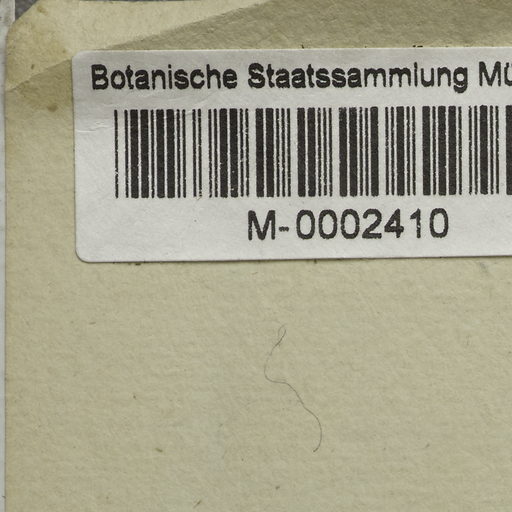 Botanische Staatssammlung Mü
M-0002410